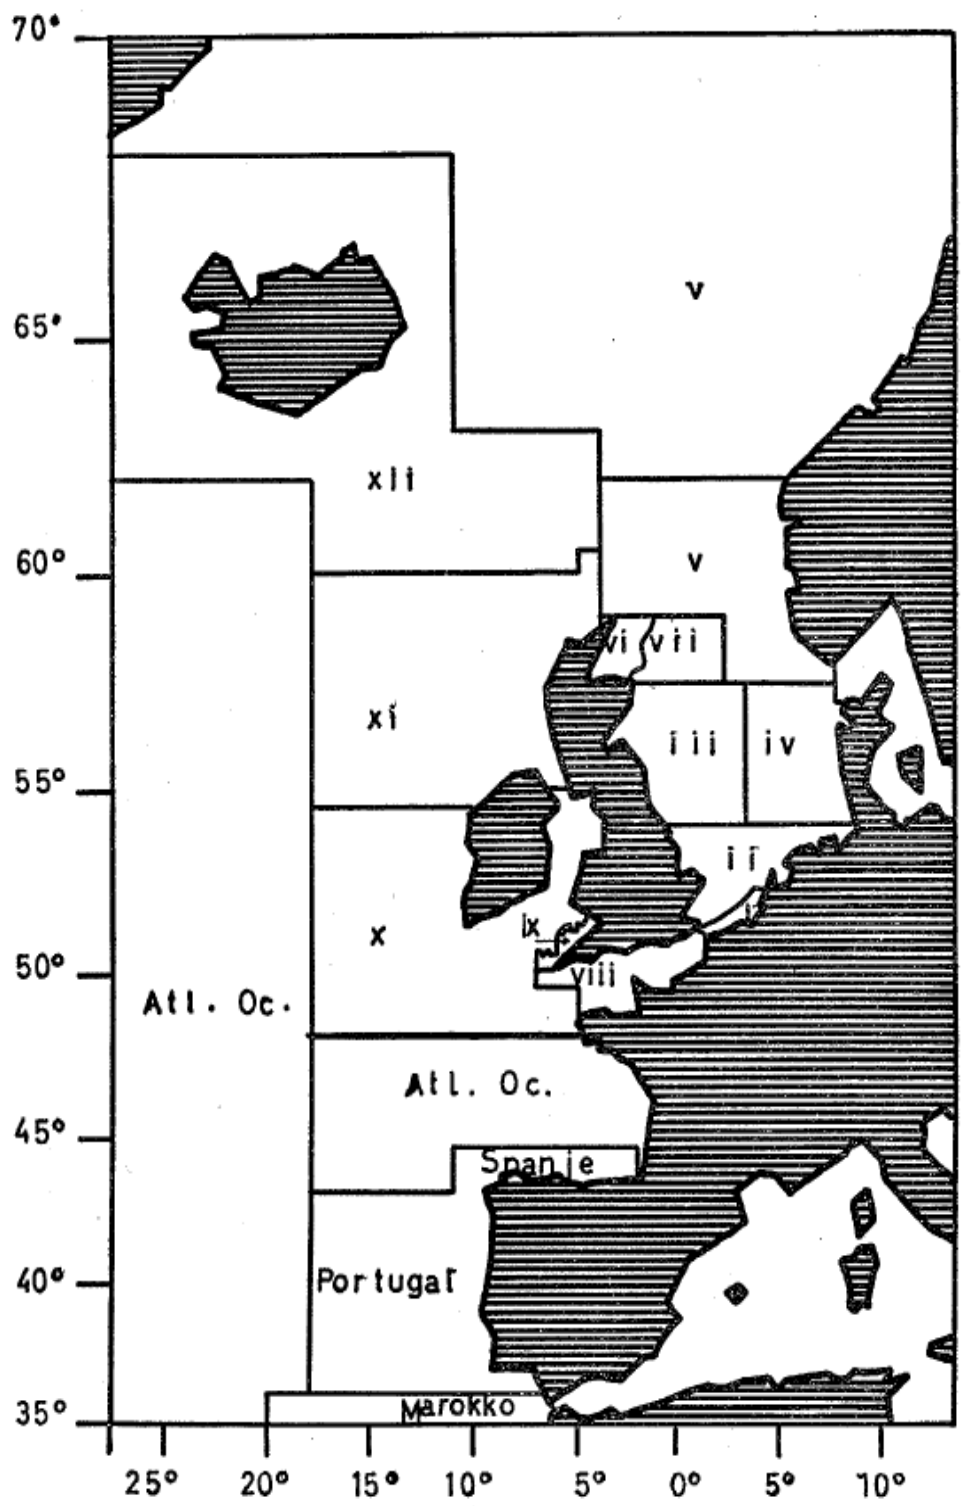 70°
v
65°
xii
60°
v
vi
vii
xi
iii
iv
55°
ii
i
ix
x
50°
viii
Atl. Oc.
Atl. Oc.
45°
Spanje
40°
Portugal
Marokko
35°
25° 20° 15° 10° 5° 0° 5° 10°